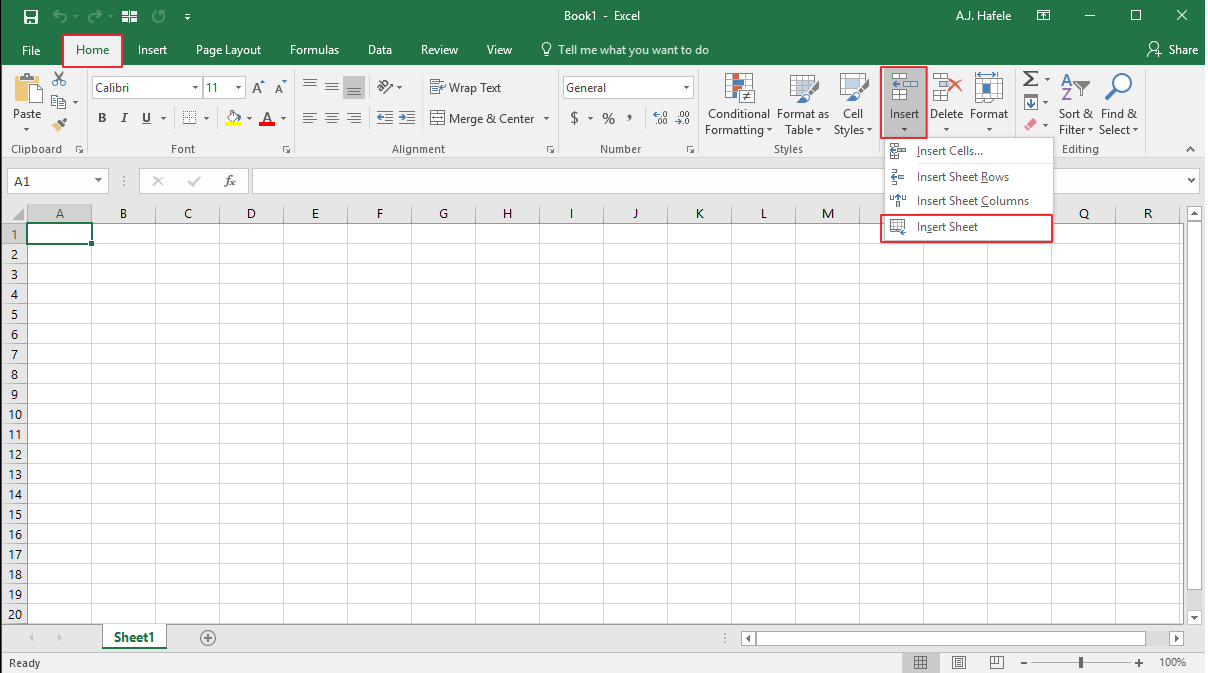 Book1 - Excel
A.J. Hafele
File Home Insert Page Layout Formulas Data Review View Tell me what you want to do Share
Paste
Clipboard
Calibri 11
B I U A
Font
Wrap Text
Merge & Center
Alignment
General
$ % ,
Number
Conditional Formatting
Format as Table
Cell Styles
Styles
Insert Delete Format
Sort & Filter
Find & Select
Editing
Insert Cells...
Insert Sheet Rows
Insert Sheet Columns
Insert Sheet
A1 fx
A B C D E F G H I J K L M Q R
1
2
3
4
5
6
7
8
9
10
11
12
13
14
15
16
17
18
19
20
Sheet1
Ready 100%